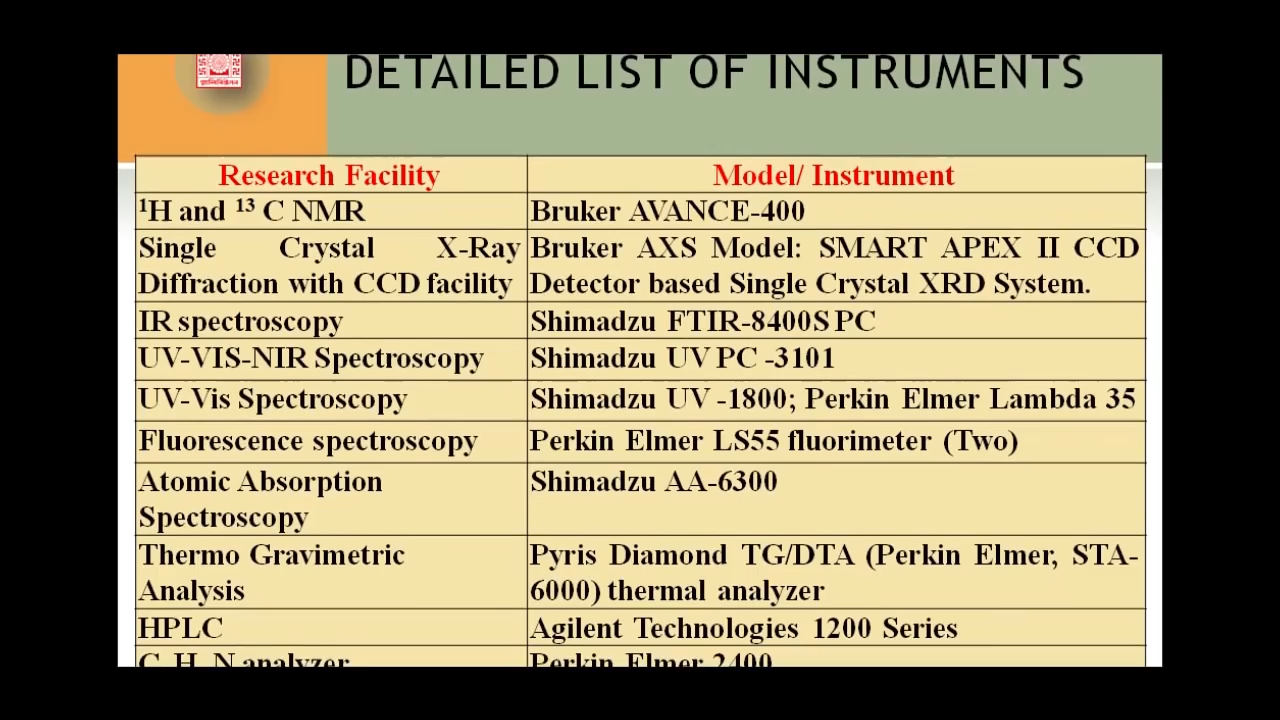 DETAILED LIST OF INSTRUMENTS
Research Facility
Model/ Instrument
¹H and ¹³ C NMR
Bruker AVANCE-400
Single Crystal X-Ray
Diffraction with CCD facility
Bruker AXS Model: SMART APEX II CCD
Detector based Single Crystal XRD System.
IR spectroscopy
Shimadzu FTIR-8400S PC
UV-VIS-NIR Spectroscopy
Shimadzu UV PC -3101
UV-Vis Spectroscopy
Shimadzu UV -1800; Perkin Elmer Lambda 35
Fluorescence spectroscopy
Perkin Elmer LS55 fluorimeter (Two)
Atomic Absorption
Spectroscopy
Shimadzu AA-6300
Thermo Gravimetric
Analysis
Pyris Diamond TG/DTA (Perkin Elmer, STA-
6000) thermal analyzer
HPLC
Agilent Technologies 1200 Series
C, H, N analyzer
Perkin Elmer 2400